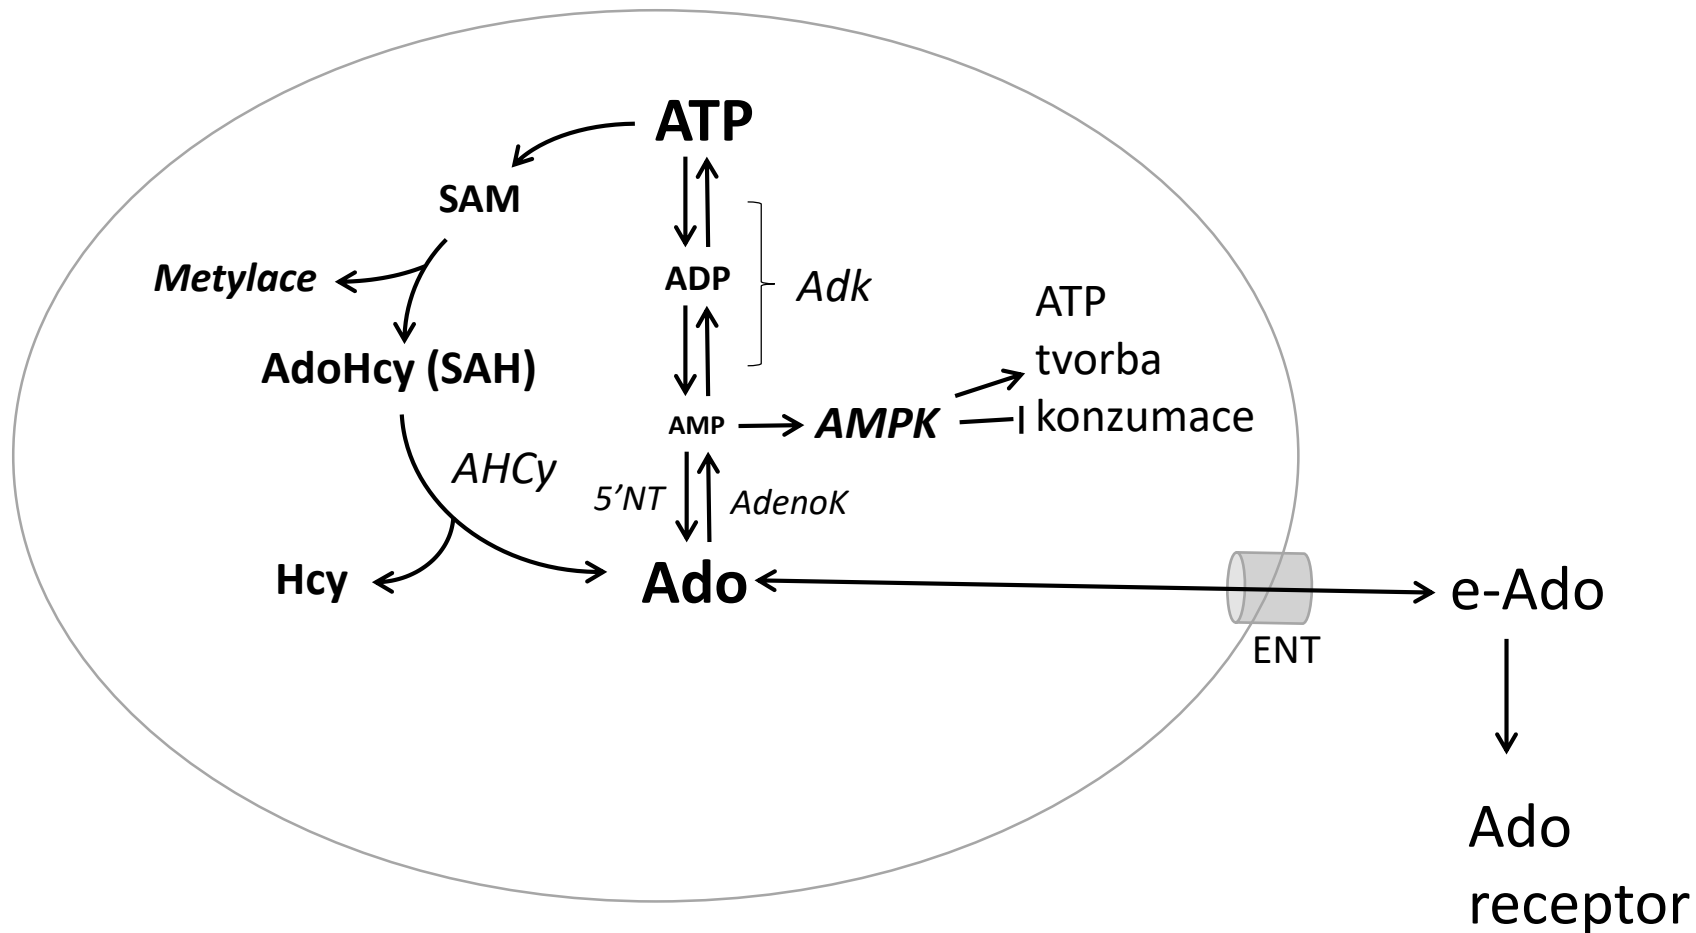 ATP
SAM
Metylace
ADP
Adk
ATP
tvorba
konzumace
AdoHcy (SAH)
AMP
AMPK
AHCy
5’NT
AdenoK
Hcy
Ado
e-Ado
ENT
Ado
receptor